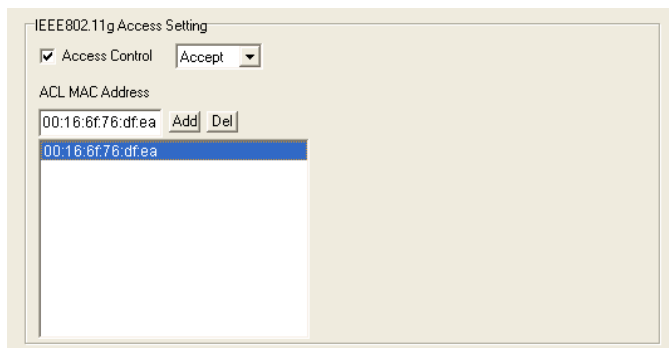 IEEE802.11g Access Setting
Access Control Accept
ACL MAC Address
00:16:6f:76:df:ea Add Del
00:16:6f:76:df:ea